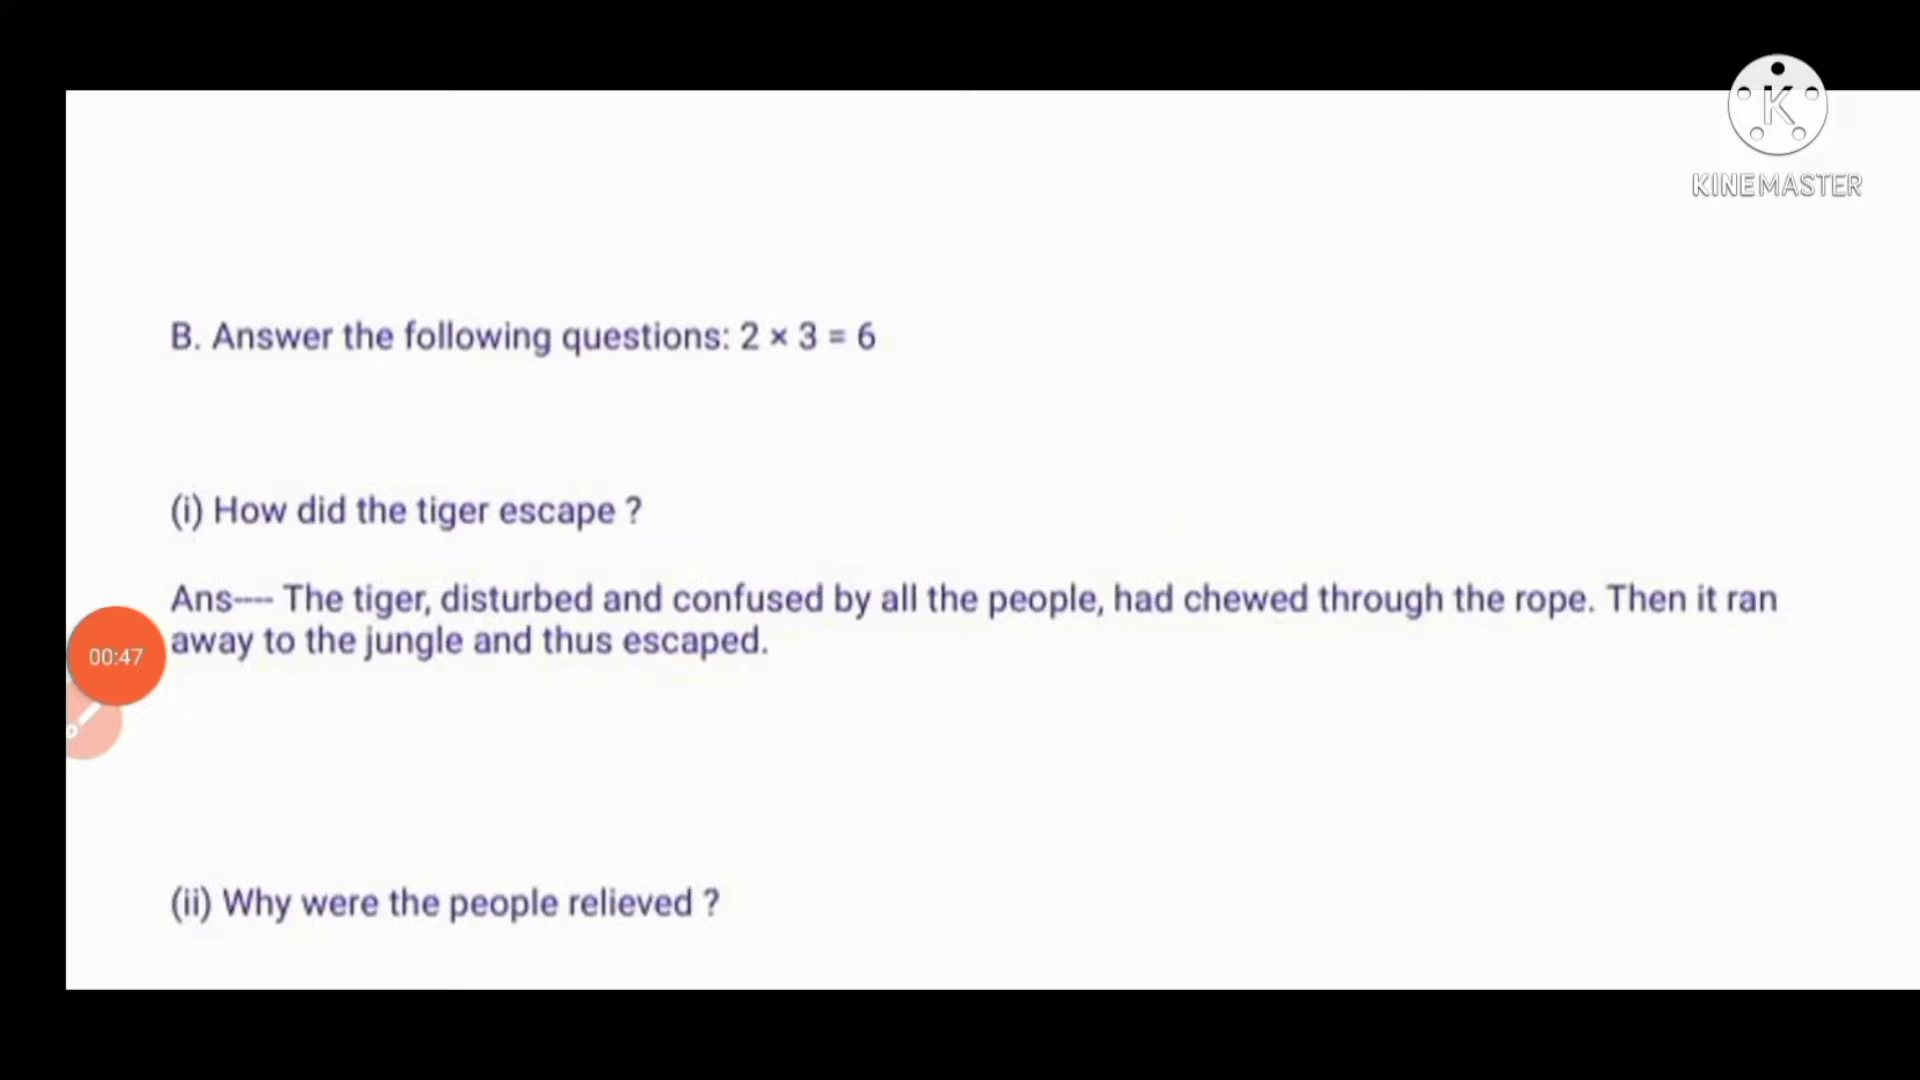 K
KINEMASTER
B. Answer the following questions: 2 × 3 = 6
(i) How did the tiger escape ?
Ans---- The tiger, disturbed and confused by all the people, had chewed through the rope. Then it ran
away to the jungle and thus escaped.
00:47
(ii) Why were the people relieved ?